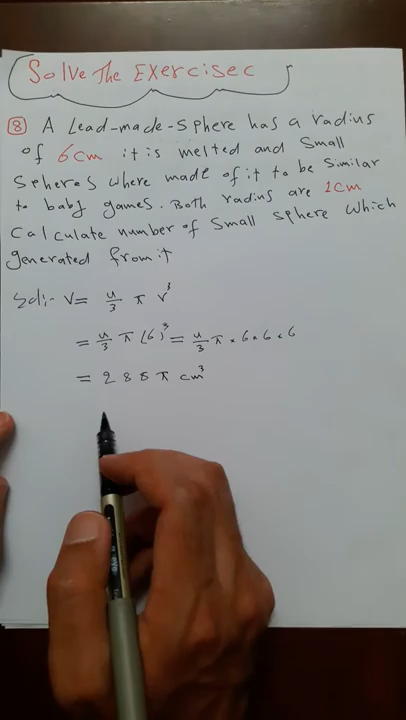 Solve The Exercisec
8 A Lead-made-sphere has a radius
of 6cm it is melted and small
spheres where made of it to be similar
to baby games. Both radius are 1cm
Calculate number of small sphere which
generated from it
Sol:- V = 4/3 π r³
= 4/3 π (6)³ = 4/3 π × 6 × 6 × 6
= 288 π cm³